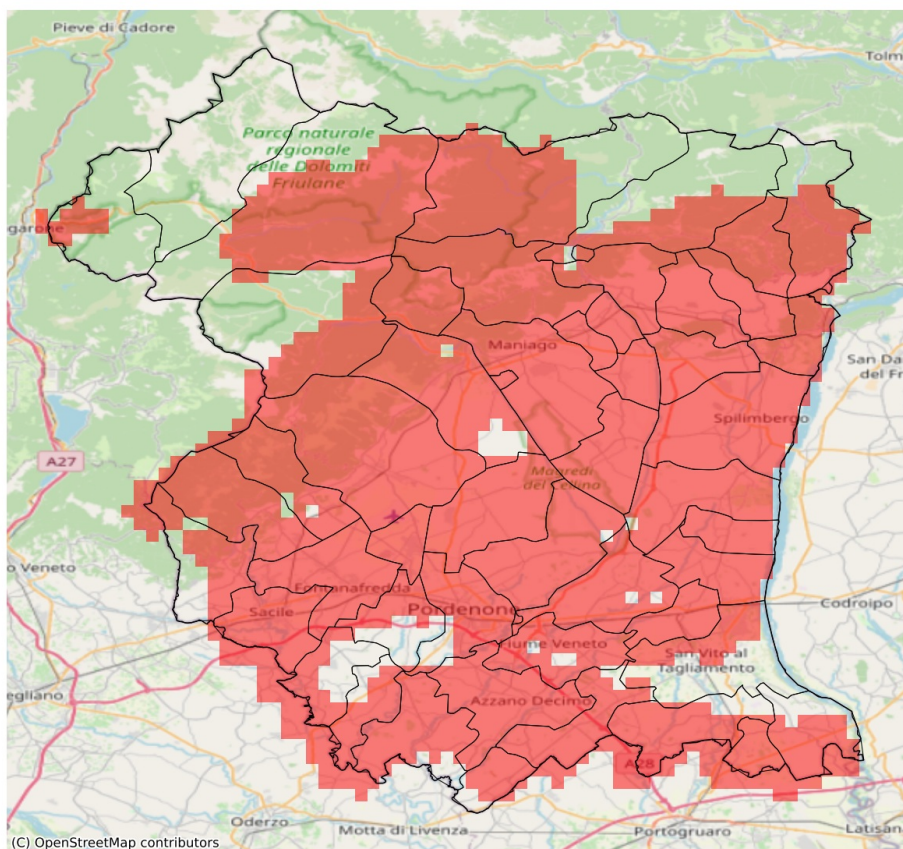 Pieve di Cadore
Tolm
Parco naturale
regionale
delle Dolomiti
Friulane
garone
Maniago
San Da
del Fr
Spilimbergo
A27
Magredi
del Cellina
o Veneto
Fontanafredda
Sacile
Pordenone
Codroipo
Fiume Veneto
San Vito al
Tagliamento
egliano
Azzano Decimo
A28
Oderzo
Motta di Livenza
Portogruaro
Latisan
(C) OpenStreetMap contributors